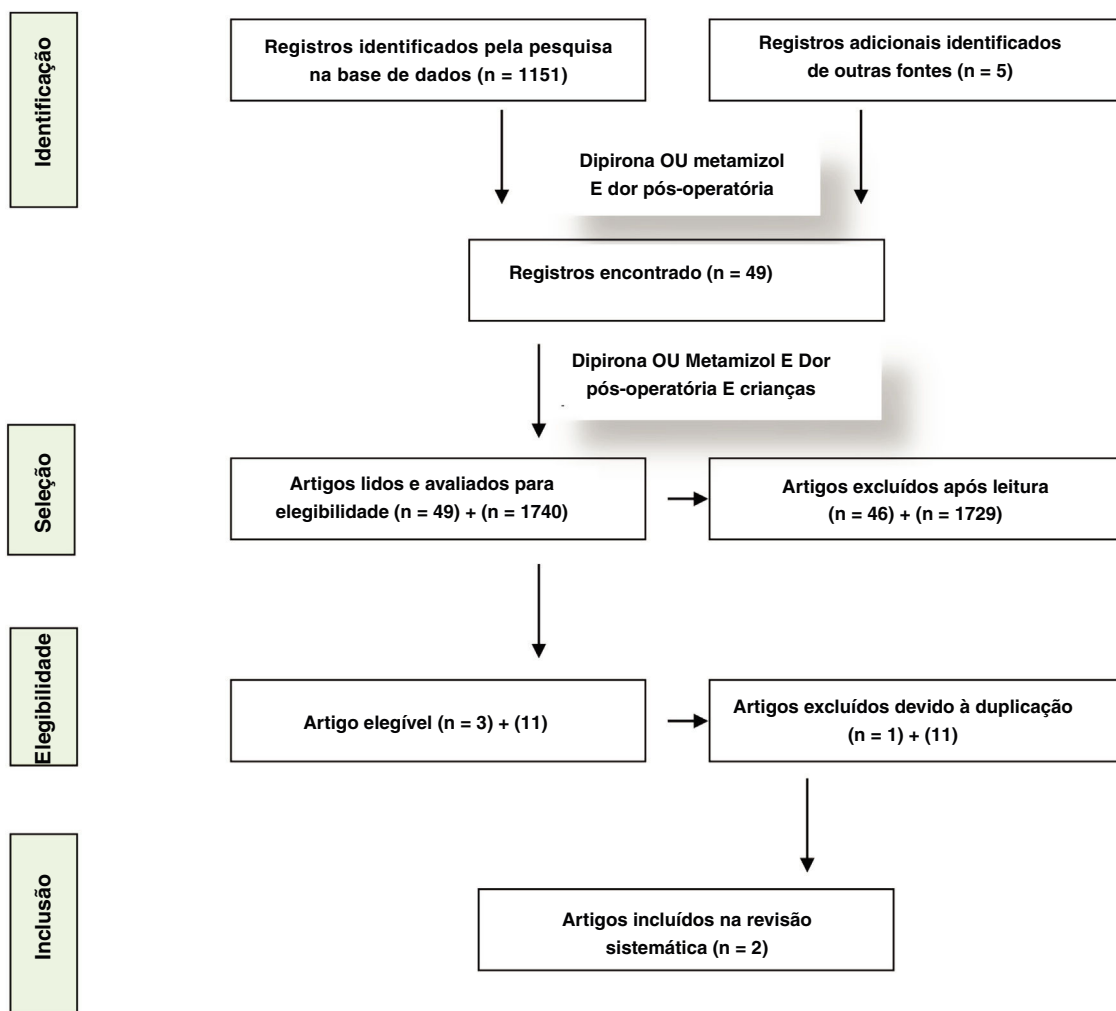 Identificação
Registros identificados pela pesquisa
na base de dados (n = 1151)
Registros adicionais identificados
de outras fontes (n = 5)
Dipirona OU metamizol
E dor pós-operatória
Registros encontrado (n = 49)
Dipirona OU Metamizol E Dor
pós-operatória E crianças
Seleção
Artigos lidos e avaliados para
elegibilidade (n = 49) + (n = 1740)
Artigos excluídos após leitura
(n = 46) + (n = 1729)
Elegibilidade
Artigo elegível (n = 3) + (11)
Artigos excluídos devido à duplicação
(n = 1) + (11)
Inclusão
Artigos incluídos na revisão
sistemática (n = 2)